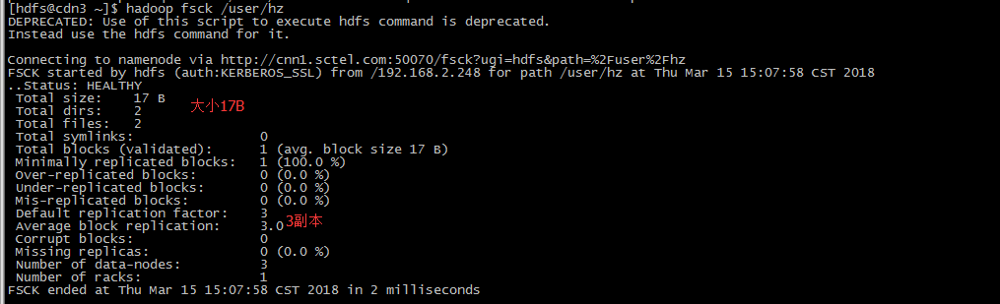 [hdfs@cdn3 ~]$ hadoop fsck /user/hz
DEPRECATED: Use of this script to execute hdfs command is deprecated.
Instead use the hdfs command for it.
Connecting to namenode via http://cnn1.sctel.com:50070/fsck?ugi=hdfs&path=%2Fuser%2Fhz
FSCK started by hdfs (auth:KERBEROS_SSL) from /192.168.2.248 for path /user/hz at Thu Mar 15 15:07:58 CST 2018
..Status: HEALTHY
Total size: 17 B
Total dirs: 2 大小17B
Total files: 2
Total symlinks: 0
Total blocks (validated): 1 (avg. block size 17 B)
Minimally replicated blocks: 1 (100.0 %)
Over-replicated blocks: 0 (0.0 %)
Under-replicated blocks: 0 (0.0 %)
Mis-replicated blocks: 0 (0.0 %)
Default replication factor: 3
Average block replication: 3.0 3副本
Corrupt blocks: 0
Missing replicas: 0 (0.0 %)
Number of data-nodes: 3
Number of racks: 1
FSCK ended at Thu Mar 15 15:07:58 CST 2018 in 2 milliseconds